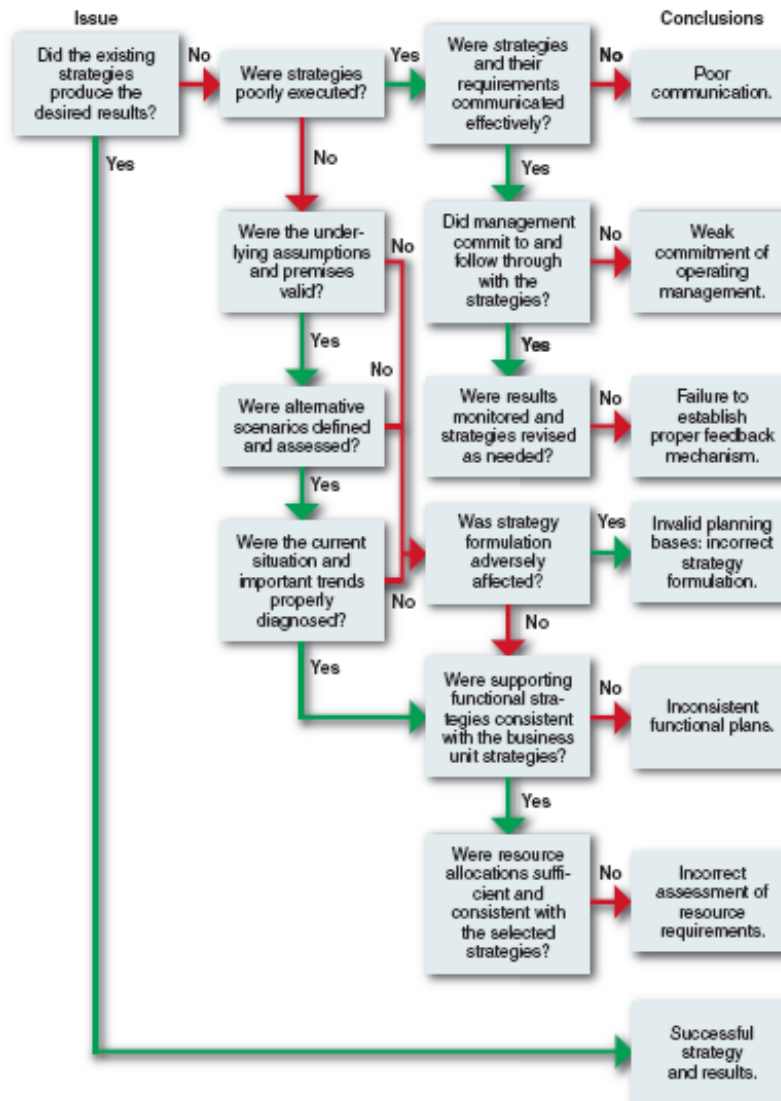 Issue
Conclusions
Did the existing
strategies
produce the
desired results?
No
Were strategies
poorly executed?
Yes
Were strategies
and their
requirements
communicated
effectively?
No
Poor
communication.
Yes
No
Yes
Were the under-
lying assumptions
and premises
valid?
No
Did management
commit to and
follow through
with the
strategies?
No
Weak
commitment of
operating
management.
Yes
No
Yes
Were alternative
scenarios defined
and assessed?
Were results
monitored and
strategies revised
as needed?
No
Failure to
establish
proper feedback
mechanism.
Yes
Were the current
situation and
important trends
properly
diagnosed?
No
Was strategy
formulation
adversely
affected?
Yes
Invalid planning
bases: incorrect
strategy
formulation.
Yes
No
Were supporting
functional stra-
tegies consistent
with the business
unit strategies?
No
Inconsistent
functional plans.
Yes
Were resource
allocations suffi-
cient and
consistent with
the selected
strategies?
No
Incorrect
assessment of
resource
requirements.
Successful
strategy
and results.